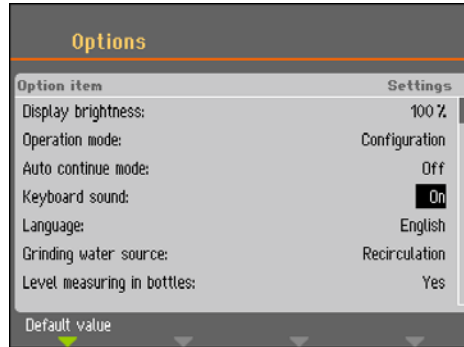 Options
Option item Settings
Display brightness: 100 %
Operation mode: Configuration
Auto continue mode: Off
Keyboard sound: On
Language: English
Grinding water source: Recirculation
Level measuring in bottles: Yes
Default value